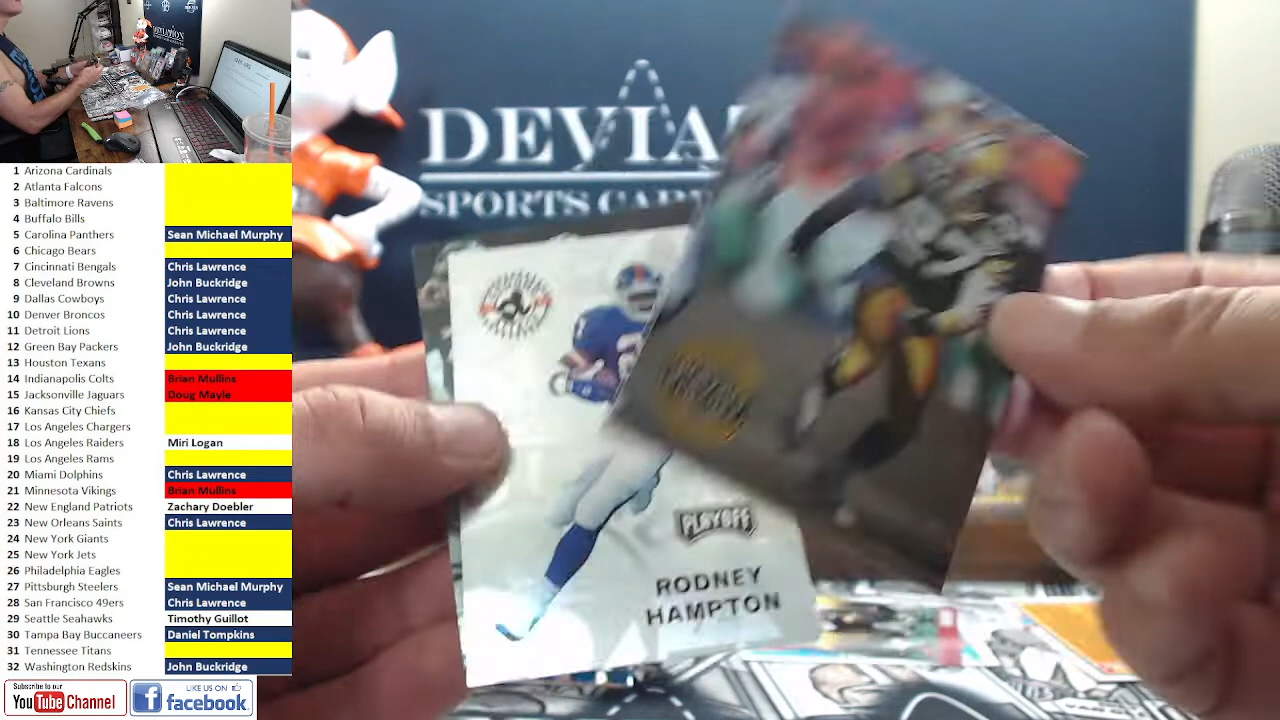 1 Arizona Cardinals
2 Atlanta Falcons
3 Baltimore Ravens
4 Buffalo Bills
5 Carolina Panthers Sean Michael Murphy
6 Chicago Bears
7 Cincinnati Bengals Chris Lawrence
8 Cleveland Browns John Buckridge
9 Dallas Cowboys Chris Lawrence
10 Denver Broncos Chris Lawrence
11 Detroit Lions Chris Lawrence
12 Green Bay Packers John Buckridge
13 Houston Texans
14 Indianapolis Colts Brian Mullins
15 Jacksonville Jaguars Doug Mayle
16 Kansas City Chiefs
17 Los Angeles Chargers
18 Los Angeles Raiders Miri Logan
19 Los Angeles Rams
20 Miami Dolphins Chris Lawrence
21 Minnesota Vikings Brian Mullins
22 New England Patriots Zachary Doebler
23 New Orleans Saints Chris Lawrence
24 New York Giants
25 New York Jets
26 Philadelphia Eagles
27 Pittsburgh Steelers Sean Michael Murphy
28 San Francisco 49ers Chris Lawrence
29 Seattle Seahawks Timothy Guillot
30 Tampa Bay Buccaneers Daniel Tompkins
31 Tennessee Titans
32 Washington Redskins John Buckridge
Subscribe to our
YouTube Channel
LIKE US ON
facebook
DEVIA
SPORTS CAR
PLAYOFF
RODNEY
HAMPTON